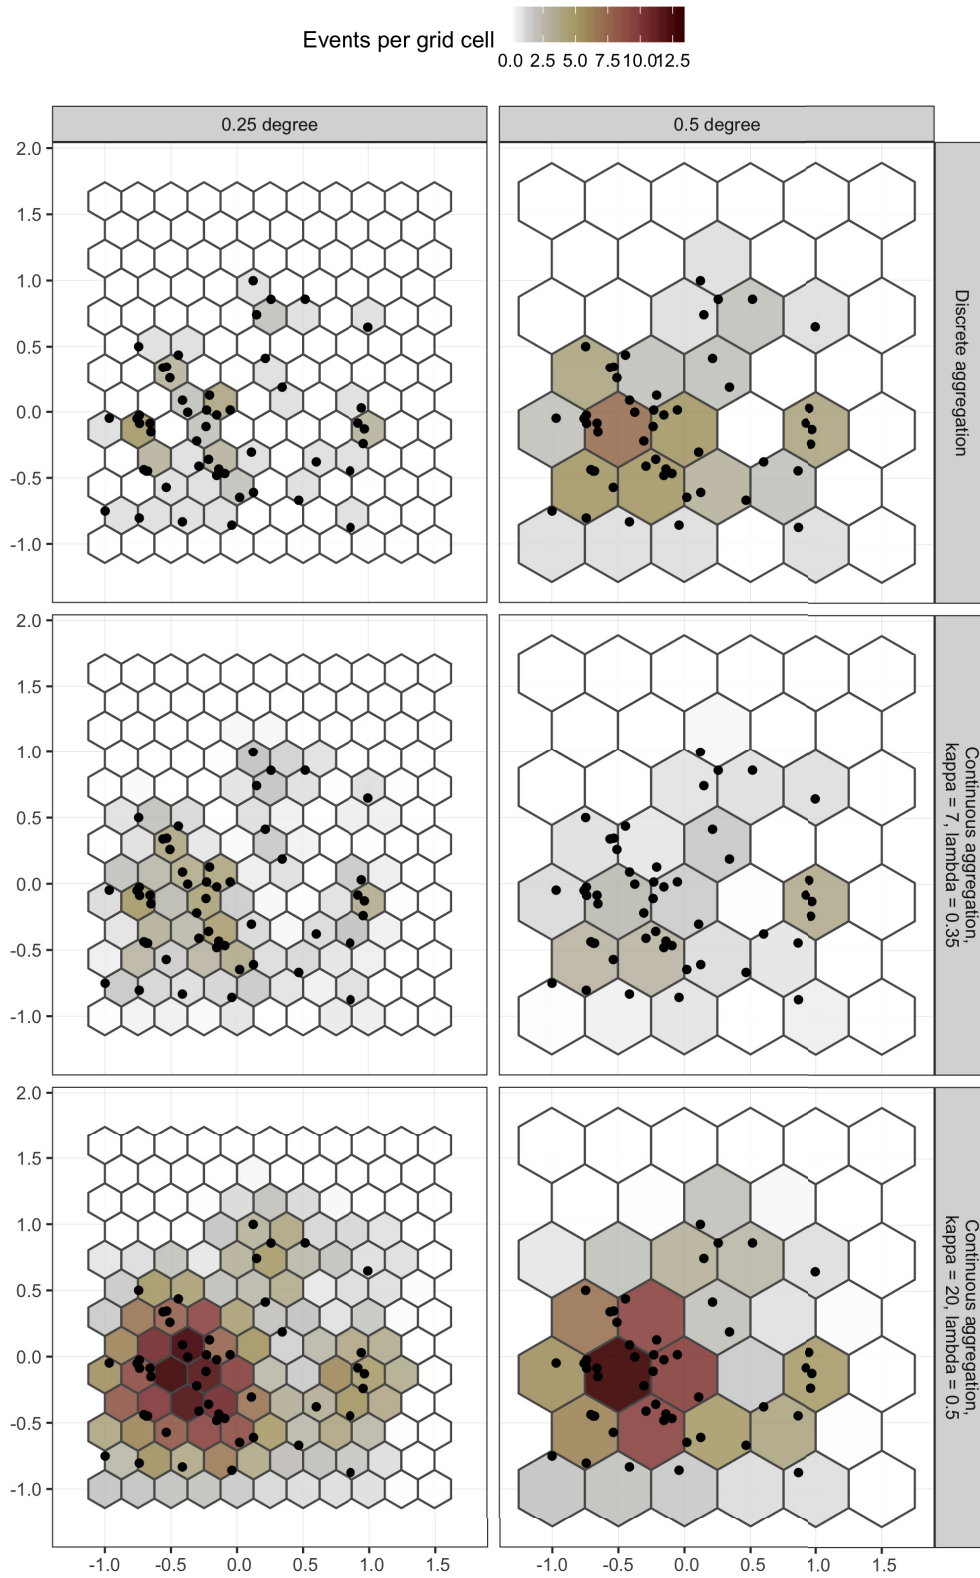 Events per grid cell
0.0 2.5 5.0 7.5 10.0 12.5
0.25 degree
0.5 degree
2.0
1.5
1.0
0.5
0.0
-0.5
-1.0
Discrete aggregation
2.0
1.5
1.0
0.5
0.0
-0.5
-1.0
Continuous aggregation,
kappa = 7, lambda = 0.35
2.0
1.5
1.0
0.5
0.0
-0.5
-1.0
Continuous aggregation,
kappa = 20, lambda = 0.5
-1.0 -0.5 0.0 0.5 1.0 1.5
-1.0 -0.5 0.0 0.5 1.0 1.5